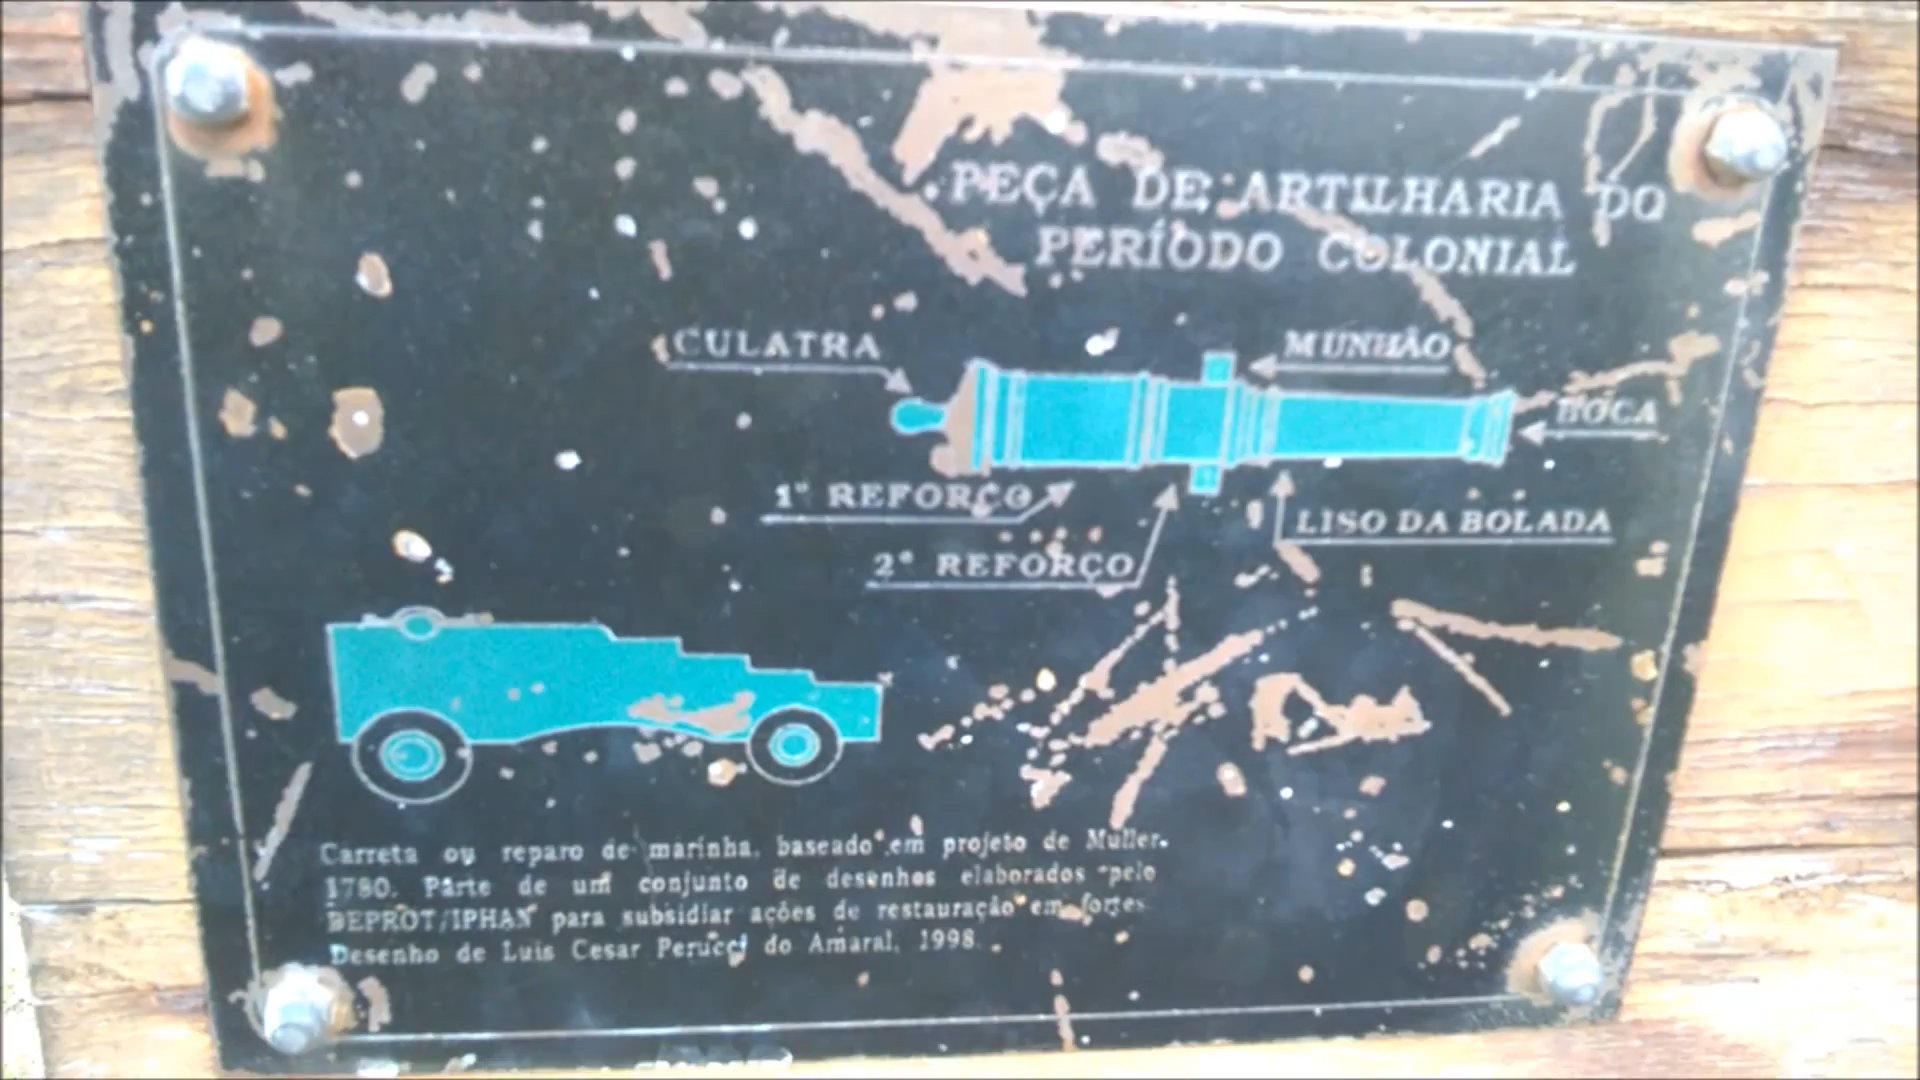 PEÇA DE ARTILHARIA DO
PERÍODO COLONIAL
CULATRA
MUNHÃO
BOCA
1º REFORÇO
LISO DA BOLADA
2º REFORÇO
Carreta ou reparo de marinha, baseado em projeto de Muller.
1780. Parte de um conjunto de desenhos elaborados pelo
DEPROT/IPHAN para subsidiar ações de restauração em fortes
Desenho de Luis Cesar Perucci do Amaral, 1998.